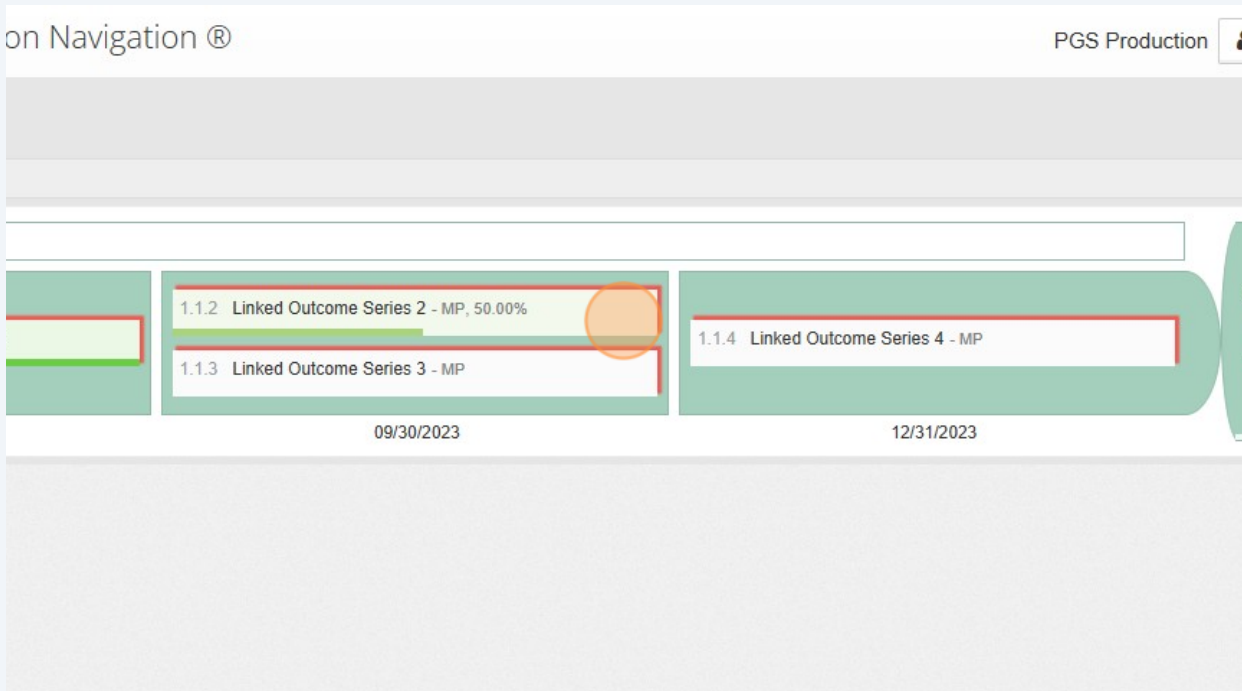 on Navigation ®
PGS Production
1.1.2 Linked Outcome Series 2 - MP, 50.00%
1.1.3 Linked Outcome Series 3 - MP
1.1.4 Linked Outcome Series 4 - MP
09/30/2023
12/31/2023